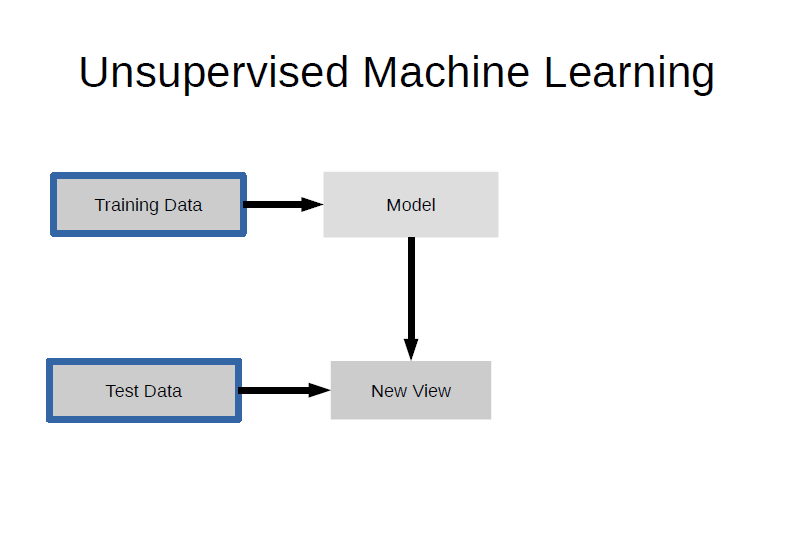 Unsupervised Machine Learning
Training Data
Model
Test Data
New View